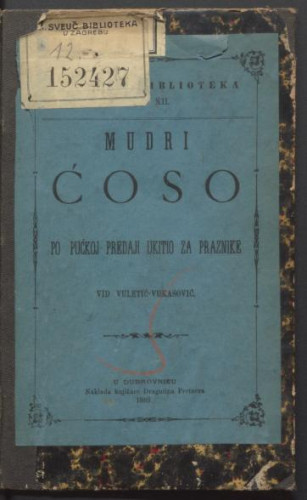 SVEUČ. BIBLIOTEKA
U ZAGREBU
12.-
152427
BIBLIOTEKA
XII.
MUDRI
ĆOSO
PO PUČKOJ PREDAJI UKITIO ZA PRAZNIKE
VID VULETIĆ-VUKASOVIĆ.
U DUBROVNIKU
Naklada knjižare Dragutina Pretnera